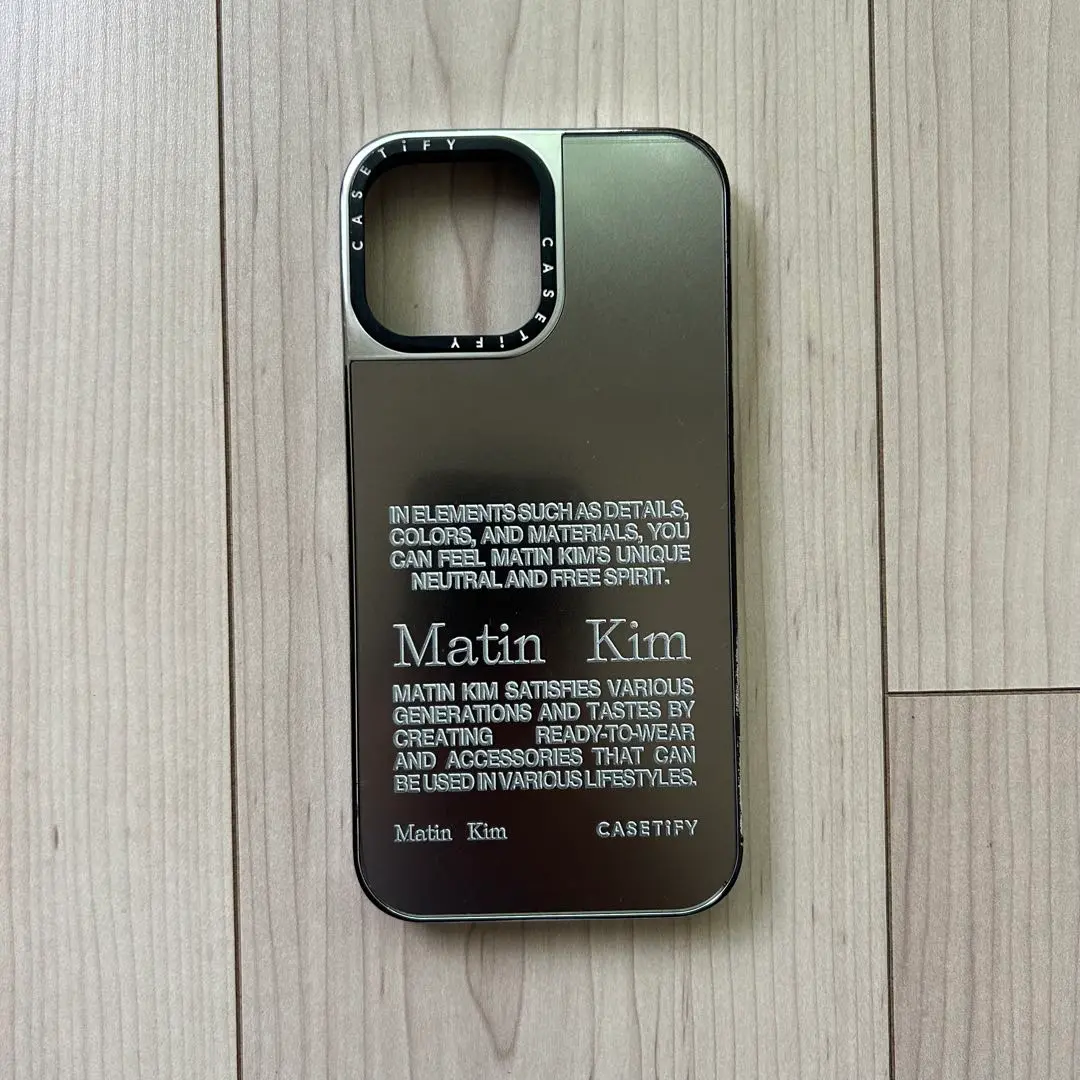 CASETiFY
CASETiFY
IN ELEMENTS SUCH AS DETAILS,
COLORS, AND MATERIALS, YOU
CAN FEEL MATIN KIM'S UNIQUE
NEUTRAL AND FREE SPIRIT.
Matin Kim
MATIN KIM SATISFIES VARIOUS
GENERATIONS AND TASTES BY
CREATING READY-TO-WEAR
AND ACCESSORIES THAT CAN
BE USED IN VARIOUS LIFESTYLES.
Matin Kim CASETiFY